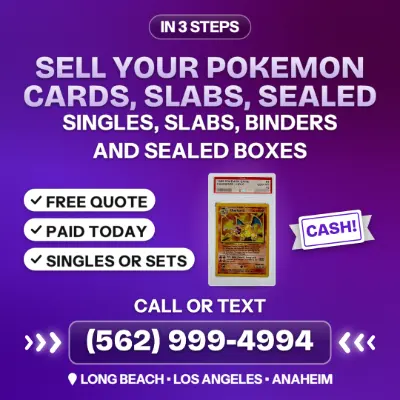 IN 3 STEPS
SELL YOUR POKEMON
CARDS, SLABS, SEALED
SINGLES, SLABS, BINDERS
AND SEALED BOXES
✓ FREE QUOTE
✓ PAID TODAY
✓ SINGLES OR SETS
CASH!
CALL OR TEXT
(562) 999-4994
LONG BEACH • LOS ANGELES • ANAHEIM